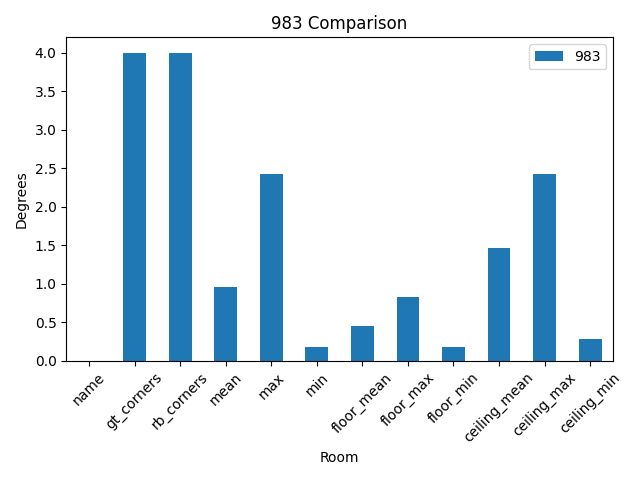 983 Comparison
983
Degrees
4.0
3.5
3.0
2.5
2.0
1.5
1.0
0.5
0.0
name
gt_corners
rb_corners
mean
max
min
floor_mean
floor_max
floor_min
ceiling_mean
ceiling_max
ceiling_min
Room